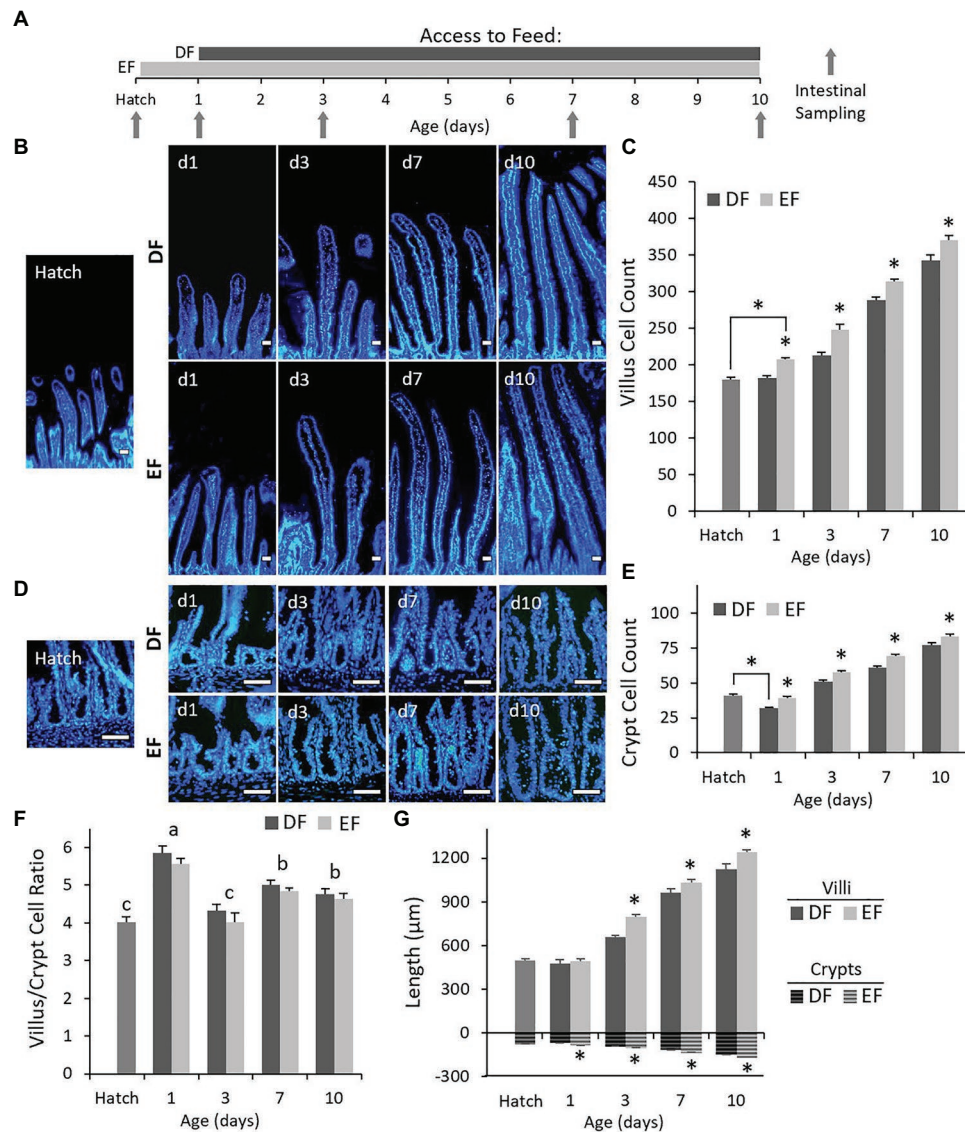 A
Access to Feed:
DF
EF
Hatch 1 2 3 4 5 6 7 8 9 10
Age (days)
Intestinal
Sampling
B
Hatch
DF
d1 d3 d7 d10
EF
d1 d3 d7 d10
C
Villus Cell Count
450
400
350
300
250
200
150
100
50
0
DF EF
*
*
*
*
*
Hatch 1 3 7 10
Age (days)
D
Hatch
DF
d1 d3 d7 d10
EF
d1 d3 d7 d10
E
Crypt Cell Count
100
75
50
25
0
DF EF
*
*
*
*
*
Hatch 1 3 7 10
Age (days)
F
Villus/Crypt Cell Ratio
6
5
4
3
2
1
0
DF EF
c a c b b
Hatch 1 3 7 10
Age (days)
G
Length (µm)
1200
900
600
300
0
-300
*
*
*
*
*
*
*
Hatch 1 3 7 10
Age (days)
Villi
DF EF
Crypts
DF EF